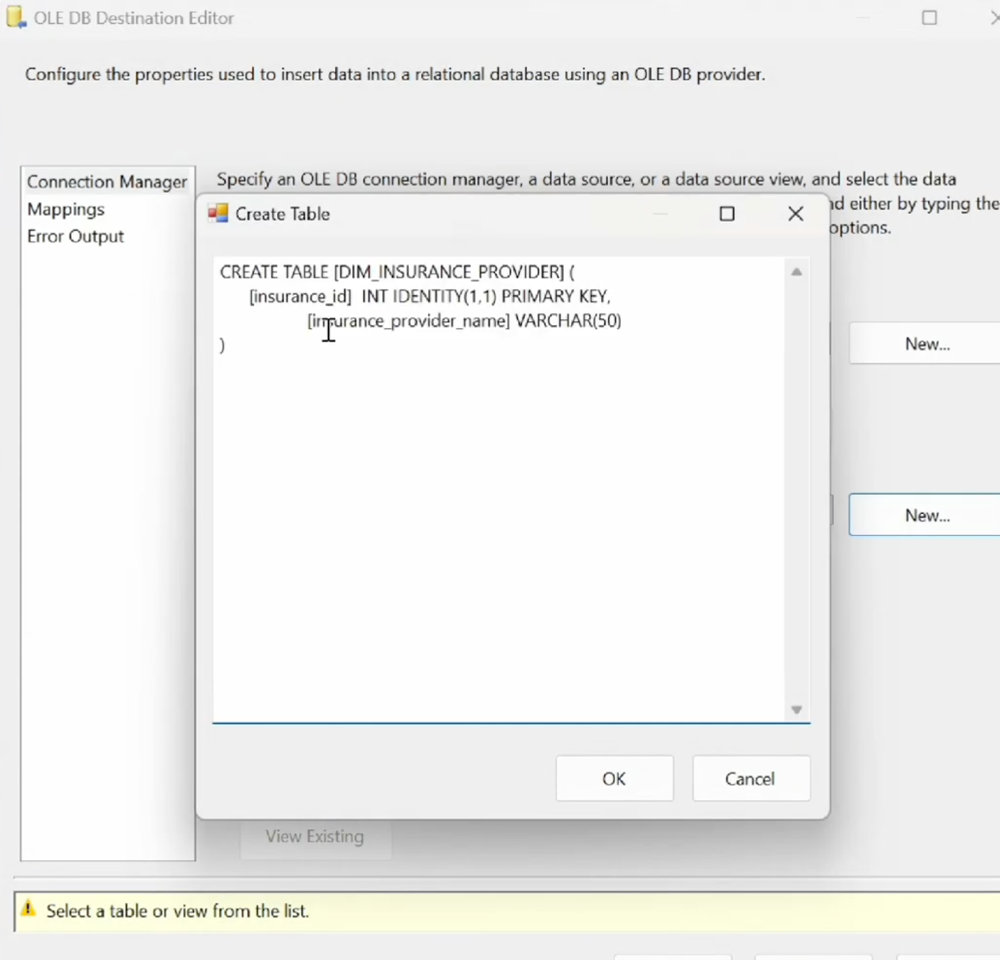 OLE DB Destination Editor
Configure the properties used to insert data into a relational database using an OLE DB provider.
Connection Manager
Mappings
Error Output
Specify an OLE DB connection manager, a data source, or a data source view, and select the data
nd either by typing the
options.
Create Table
CREATE TABLE [DIM_INSURANCE_PROVIDER] (
[insurance_id] INT IDENTITY(1,1) PRIMARY KEY,
[insurance_provider_name] VARCHAR(50)
)
New...
New...
OK
Cancel
View Existing
Select a table or view from the list.